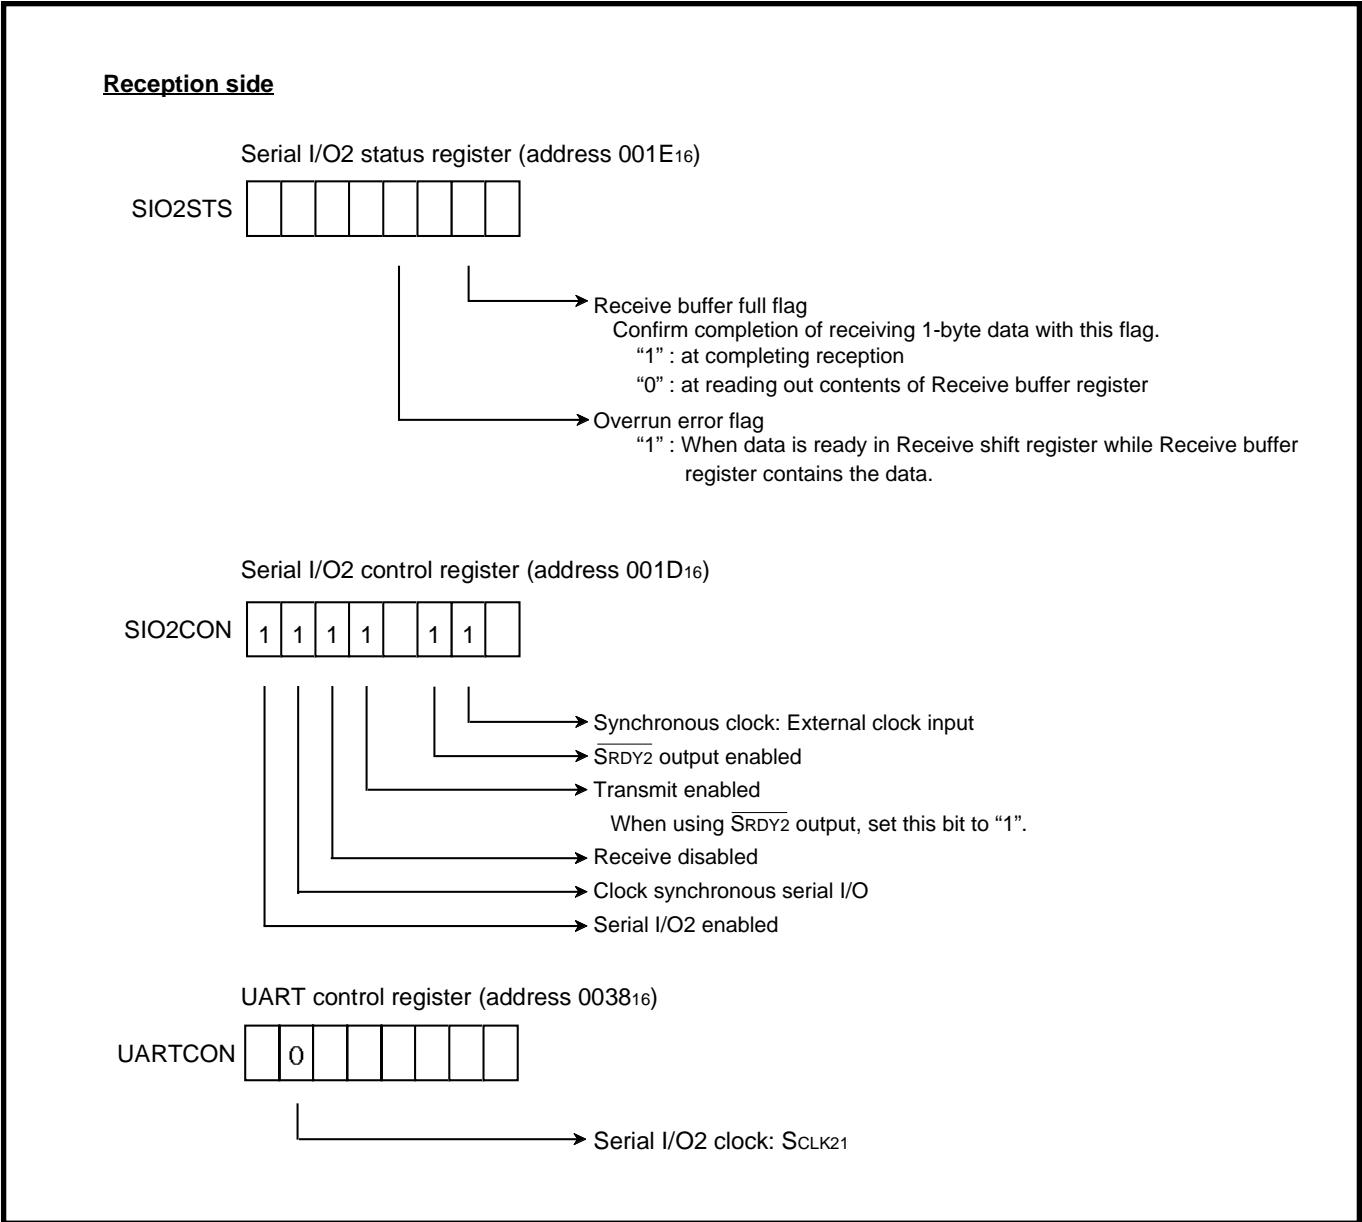 Reception side
Serial I/O2 status register (address 001E16)
SIO2STS
Receive buffer full flag
Confirm completion of receiving 1-byte data with this flag.
“1” : at completing reception
“0” : at reading out contents of Receive buffer register
Overrun error flag
“1” : When data is ready in Receive shift register while Receive buffer
register contains the data.
Serial I/O2 control register (address 001D16)
SIO2CON 1 1 1 1 1 1
Synchronous clock: External clock input
SRDY2 output enabled
Transmit enabled
When using SRDY2 output, set this bit to “1”.
Receive disabled
Clock synchronous serial I/O
Serial I/O2 enabled
UART control register (address 003816)
UARTCON 0
Serial I/O2 clock: SCLK21